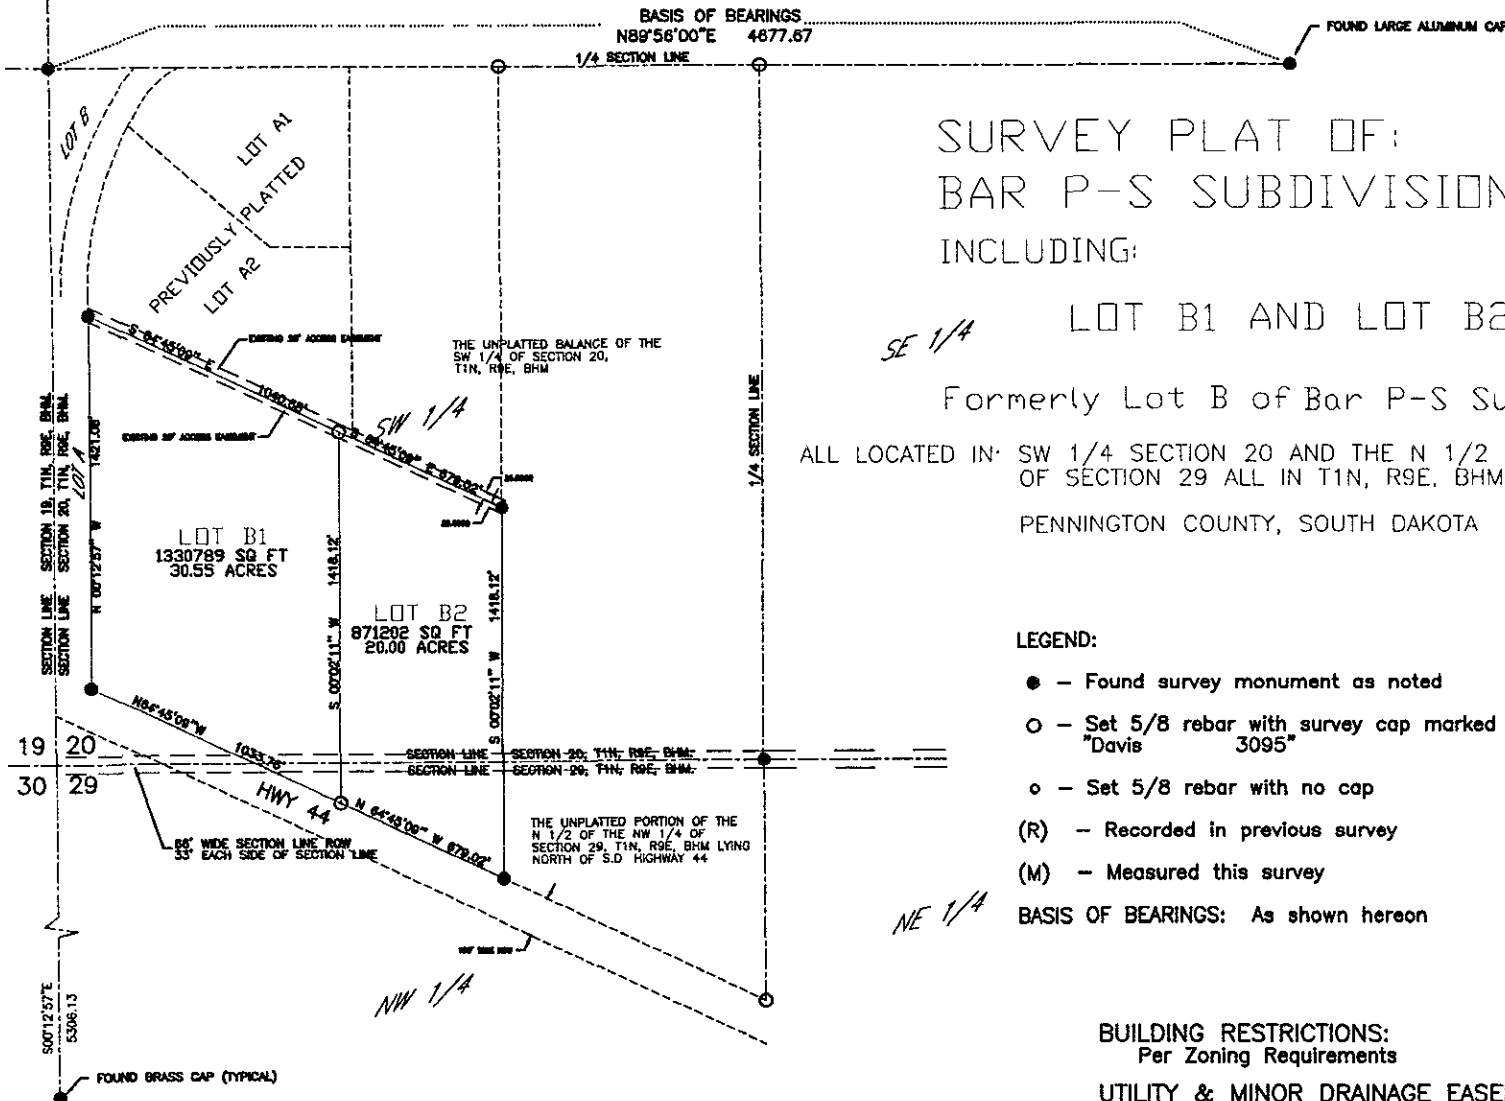 BASIS OF BEARINGS
N89°56'00"E 4677.67
1/4 SECTION LINE
FOUND LARGE ALUMINUM CAP
LOT B
LOT A1
PREVIOUSLY PLATTED
LOT A2
SURVEY PLAT OF:
BAR P-S SUBDIVISION
INCLUDING:
LOT B1 AND LOT B2
SE 1/4
Formerly Lot B of Bar P-S Su
ALL LOCATED IN: SW 1/4 SECTION 20 AND THE N 1/2
OF SECTION 29 ALL IN T1N, R9E, BHM
PENNINGTON COUNTY, SOUTH DAKOTA
S 64°45'09" E
1040.68'
EXISTING ACCESS EASEMENT
EXISTING ACCESS EASEMENT
THE UNPLATTED BALANCE OF THE
SW 1/4 OF SECTION 20,
T1N, R9E, BHM
SW 1/4
S 64°45'09" E 679.02'
1/4 SECTION LINE
SECTION LINE SECTION 19, T1N, R9E, BHM.
SECTION LINE SECTION 20, T1N, R9E, BHM.
LOT A
N 00°12'57" W 1421.06'
LOT B1
1330789 SQ FT
30.55 ACRES
S 00°02'11" W 1418.12'
LOT B2
871202 SQ FT
20.00 ACRES
S 00°02'11" W 1418.12'
N64°45'09"W
1033.76'
19 20
30 29
SECTION LINE SECTION 20, T1N, R9E, BHM.
SECTION LINE SECTION 29, T1N, R9E, BHM.
HWY 44
N 64°45'09" W 679.02'
66' WIDE SECTION LINE ROW
33' EACH SIDE OF SECTION LINE
THE UNPLATTED PORTION OF THE
N 1/2 OF THE NW 1/4 OF
SECTION 29, T1N, R9E, BHM LYING
NORTH OF S.D HIGHWAY 44
NW 1/4
NE 1/4
S00°12'57"E
5306.13
FOUND BRASS CAP (TYPICAL)
LEGEND:
● – Found survey monument as noted
○ – Set 5/8 rebar with survey cap marked
"Davis 3095"
○ – Set 5/8 rebar with no cap
(R) – Recorded in previous survey
(M) – Measured this survey
BASIS OF BEARINGS: As shown hereon
BUILDING RESTRICTIONS:
Per Zoning Requirements
UTILITY & MINOR DRAINAGE EASE